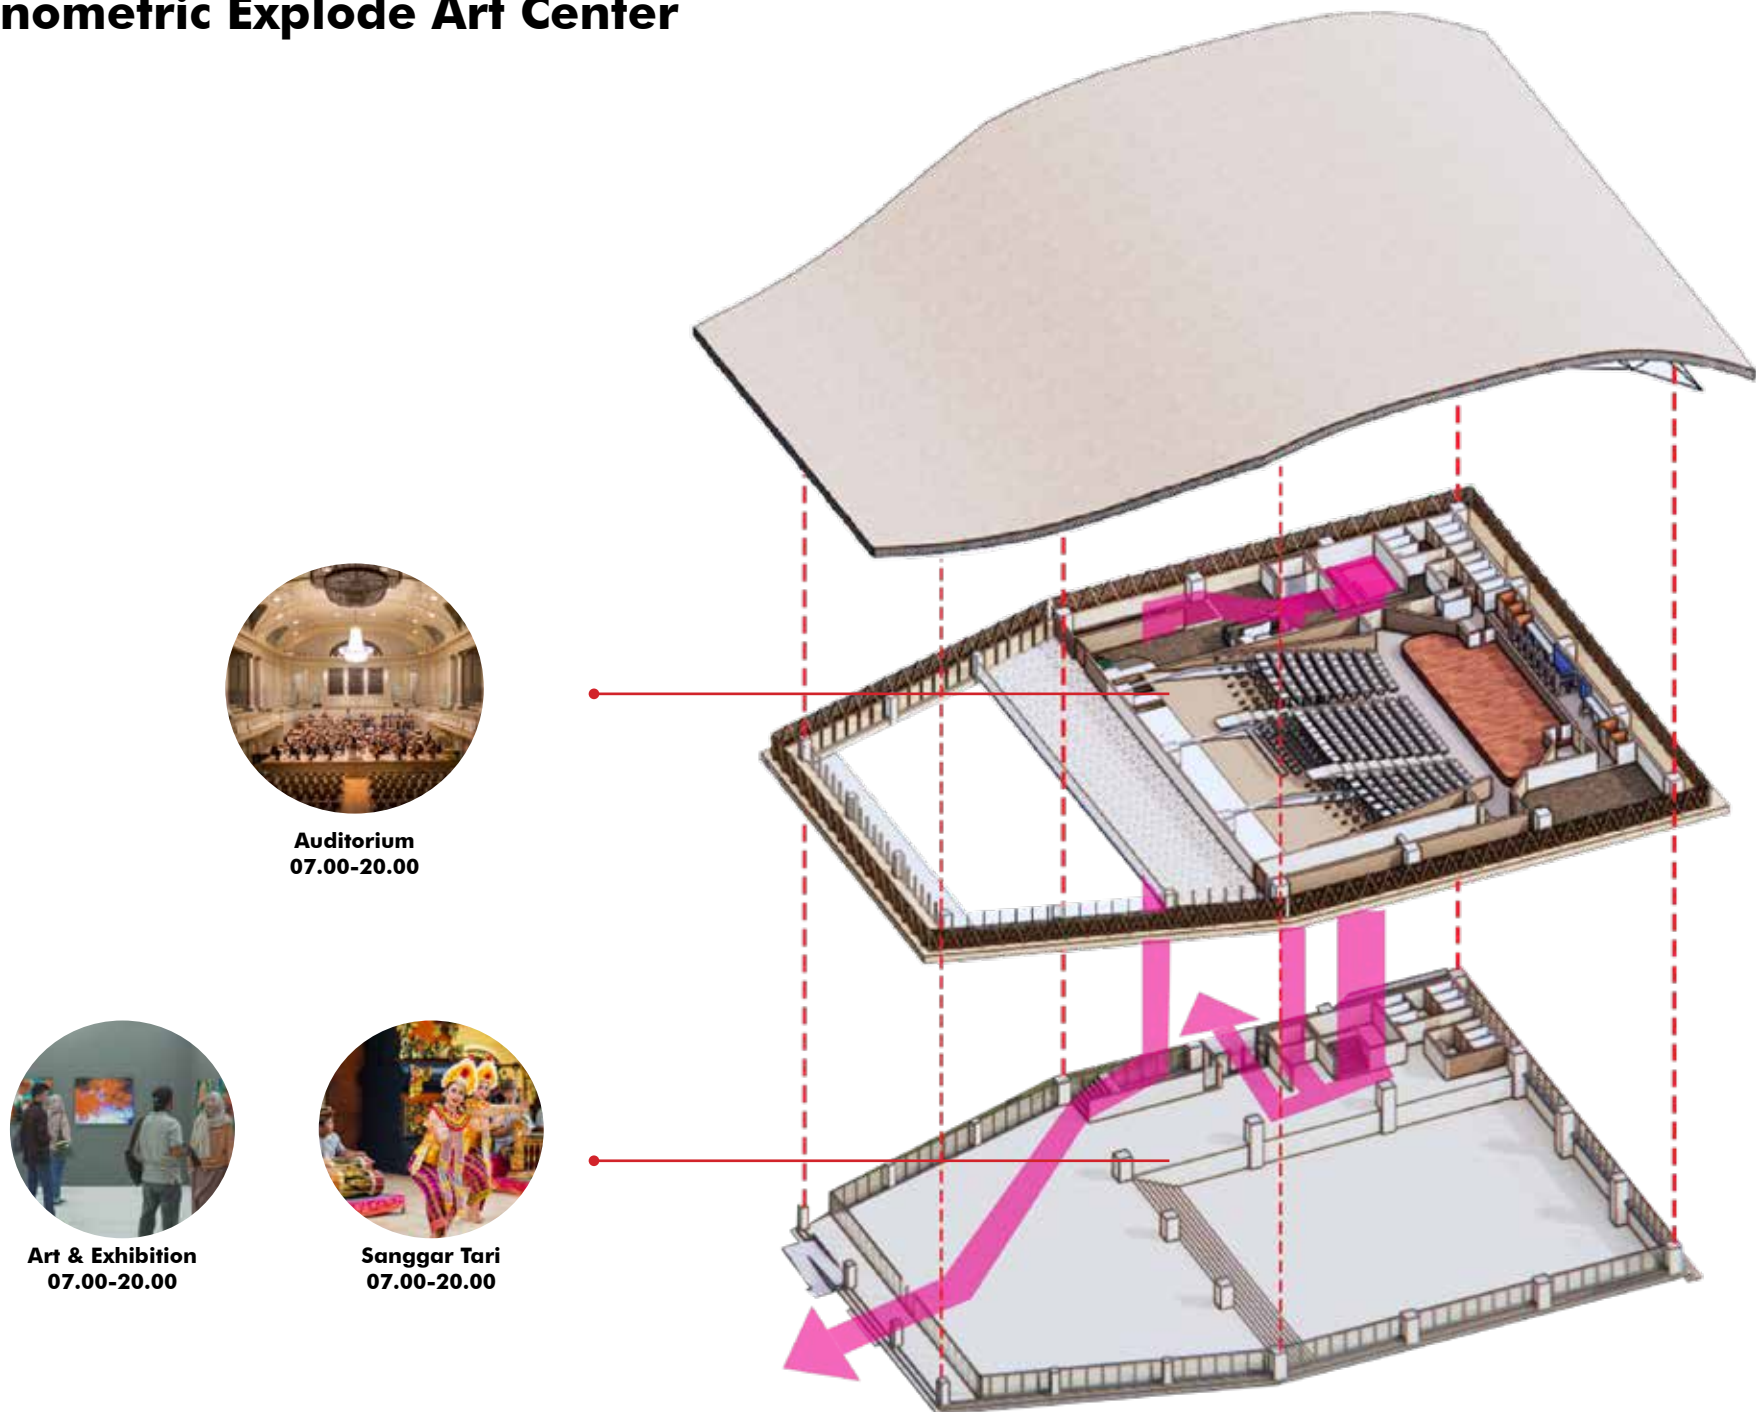 nometric Explode Art Center
Auditorium
07.00-20.00
Art & Exhibition
07.00-20.00
Sanggar Tari
07.00-20.00